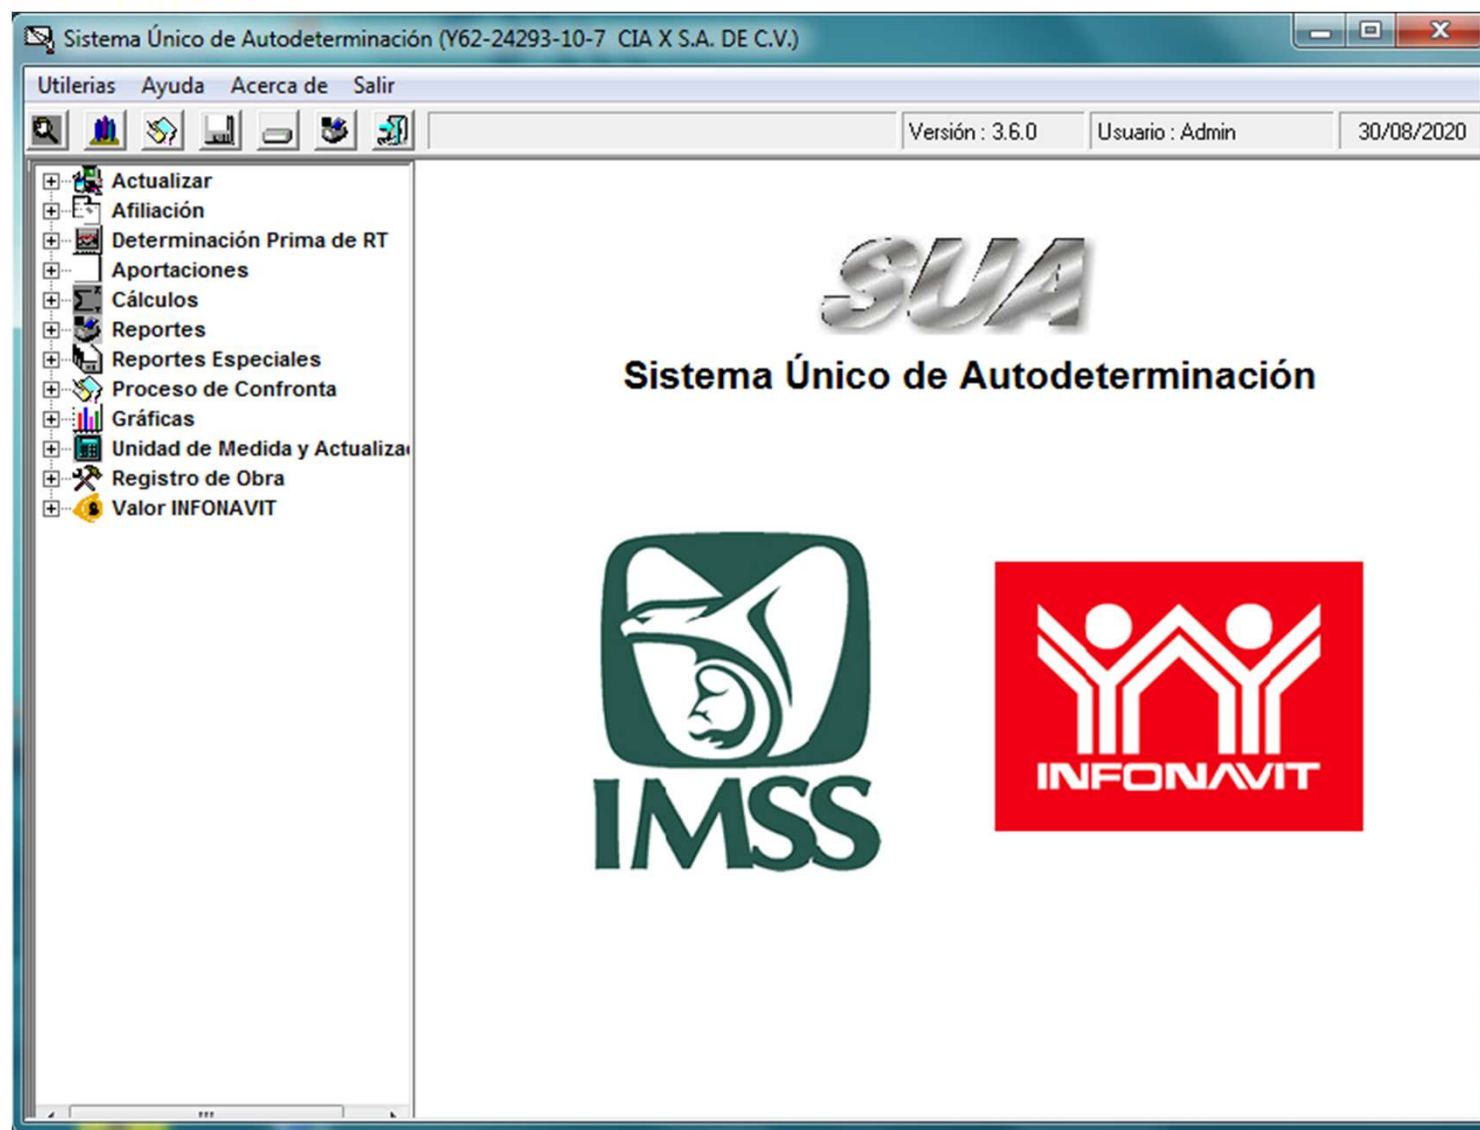 Sistema Único de Autodeterminación (Y62-24293-10-7 CIA X S.A. DE C.V.)
Utilerias Ayuda Acerca de Salir
Versión : 3.6.0 Usuario : Admin 30/08/2020
Actualizar
Afiliación
Determinación Prima de RT
Aportaciones
Cálculos
Reportes
Reportes Especiales
Proceso de Confronta
Gráficas
Unidad de Medida y Actualiza
Registro de Obra
Valor INFONAVIT
SUA
Sistema Único de Autodeterminación
IMSS
INFONAVIT